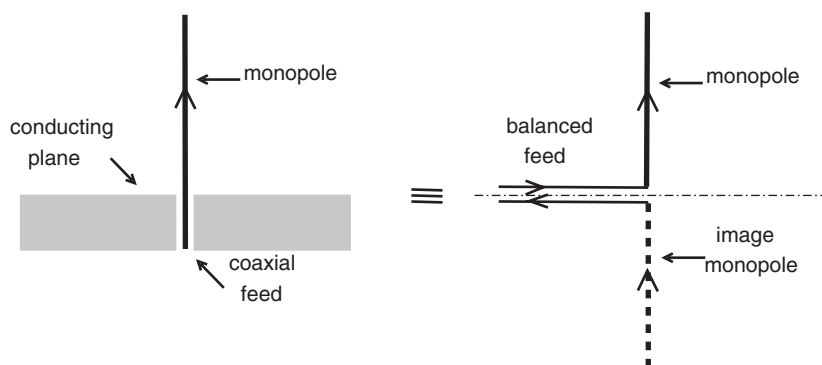 monopole
conducting
plane
coaxial
feed
≡
monopole
balanced
feed
image
monopole